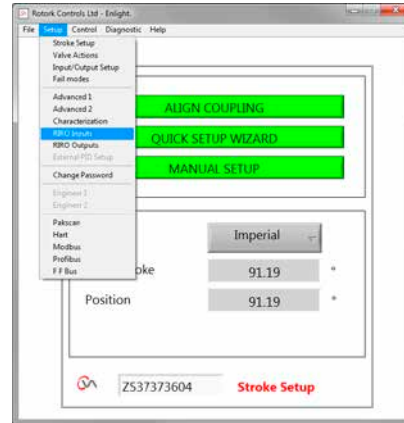 Rotork Controls Ltd - Enlight.
File Setup Control Diagnostic Help
Stroke Setup
Valve Actions
Input/Output Setup
Fail modes
Advanced 1
Advanced 2
Characterization
RIRO Inputs
RIRO Outputs
External PID Setup
Change Password
Engineer 1
Engineer 2
Pakscan
Hart
Modbus
Profibus
F F Bus
ALIGN COUPLING
QUICK SETUP WIZARD
MANUAL SETUP
Imperial
oke 91.19 °
Position 91.19 °
ZS37373604 Stroke Setup